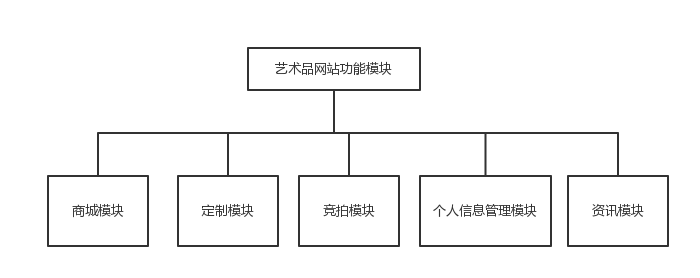 艺术品网站功能模块
商城模块
定制模块
竞拍模块
个人信息管理模块
资讯模块